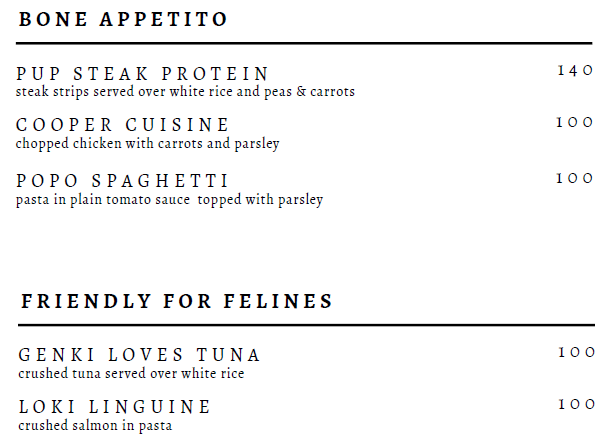 BONE APPETITO
PUP STEAK PROTEIN 140
steak strips served over white rice and peas & carrots
COOPER CUISINE 100
chopped chicken with carrots and parsley
POPO SPAGHETTI 100
pasta in plain tomato sauce topped with parsley
FRIENDLY FOR FELINES
GENKI LOVES TUNA 100
crushed tuna served over white rice
LOKI LINGUINE 100
crushed salmon in pasta